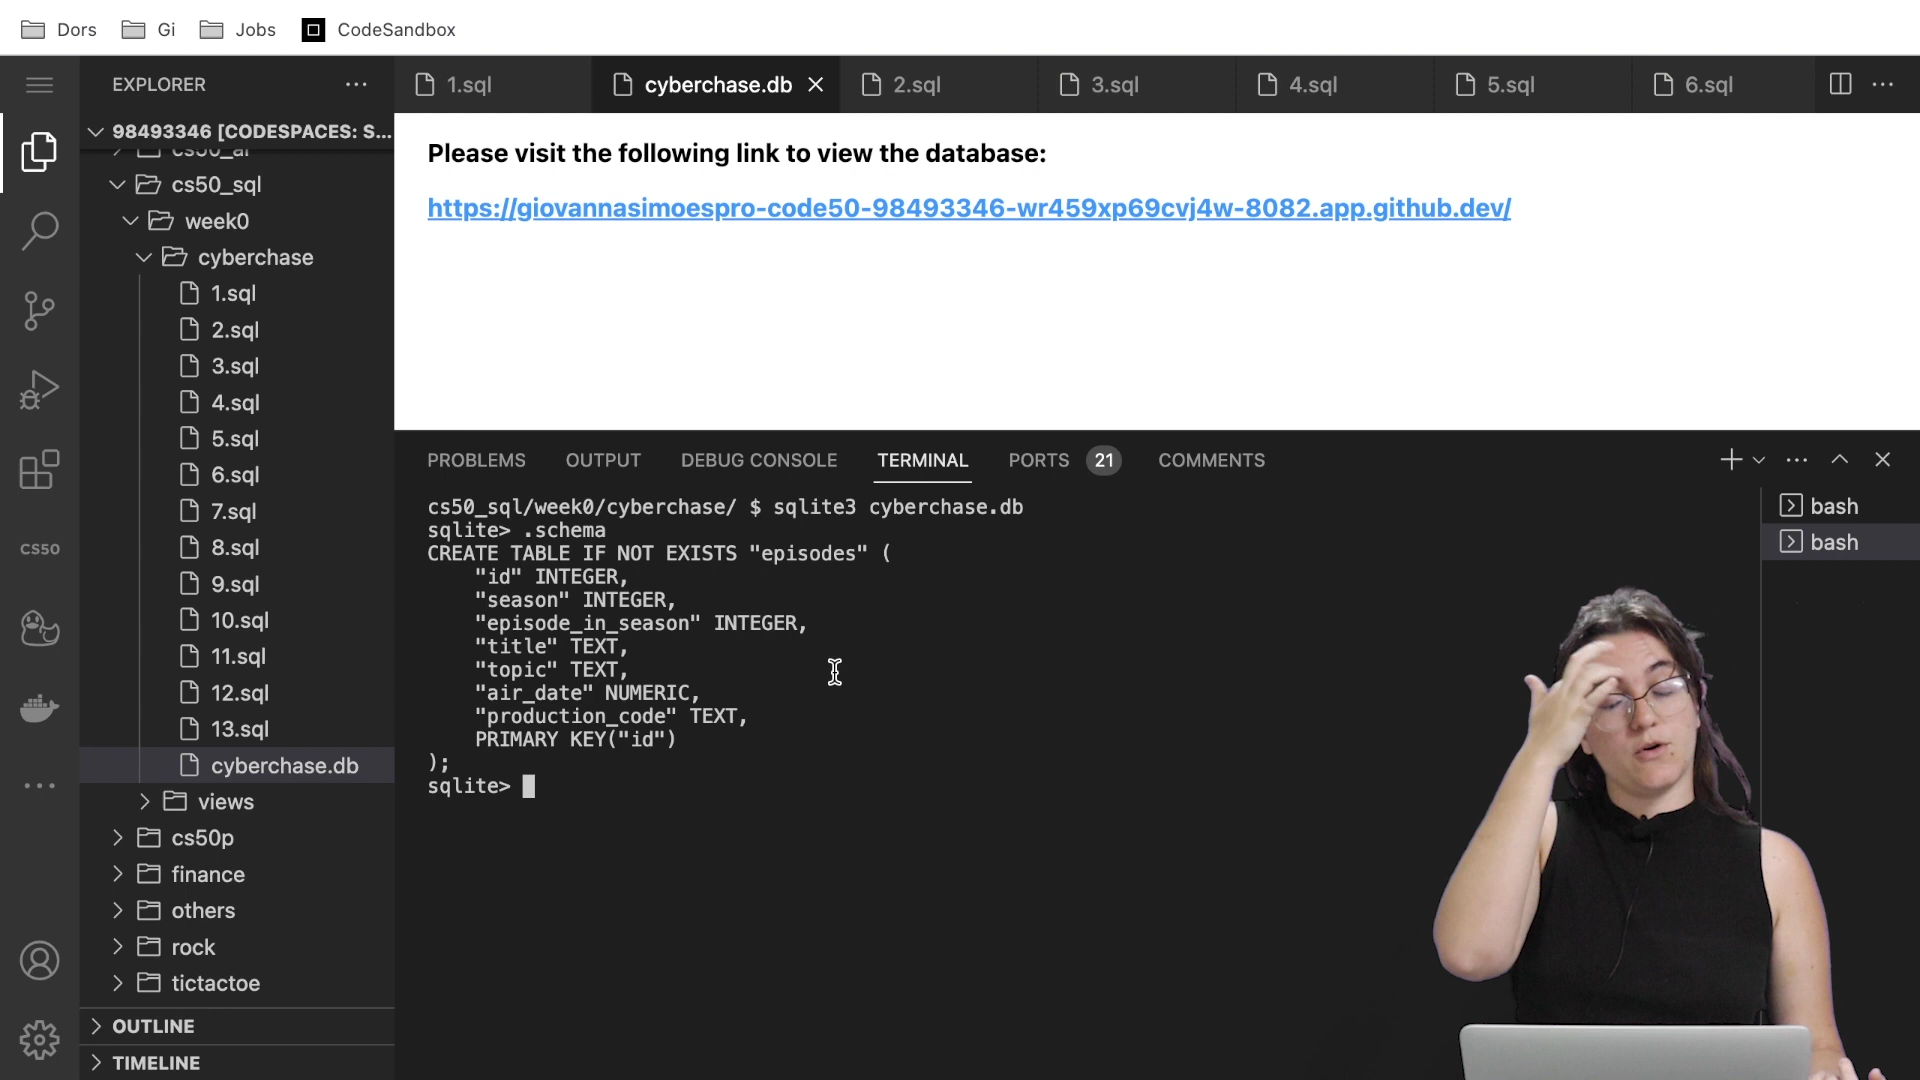 Dors Gi Jobs CodeSandbox
EXPLORER
98493346 [CODESPACES: S...
cs50_ai
cs50_sql
week0
cyberchase
1.sql
2.sql
3.sql
4.sql
5.sql
6.sql
7.sql
8.sql
9.sql
10.sql
11.sql
12.sql
13.sql
cyberchase.db
views
cs50p
finance
others
rock
tictactoe
OUTLINE
TIMELINE
CS50
1.sql cyberchase.db 2.sql 3.sql 4.sql 5.sql 6.sql
Please visit the following link to view the database:
https://giovannasimoespro-code50-98493346-wr459xp69cvj4w-8082.app.github.dev/
PROBLEMS OUTPUT DEBUG CONSOLE TERMINAL PORTS 21 COMMENTS
cs50_sql/week0/cyberchase/ $ sqlite3 cyberchase.db
sqlite> .schema
CREATE TABLE IF NOT EXISTS "episodes" (
"id" INTEGER,
"season" INTEGER,
"episode_in_season" INTEGER,
"title" TEXT,
"topic" TEXT,
"air_date" NUMERIC,
"production_code" TEXT,
PRIMARY KEY("id")
);
sqlite>
bash
bash